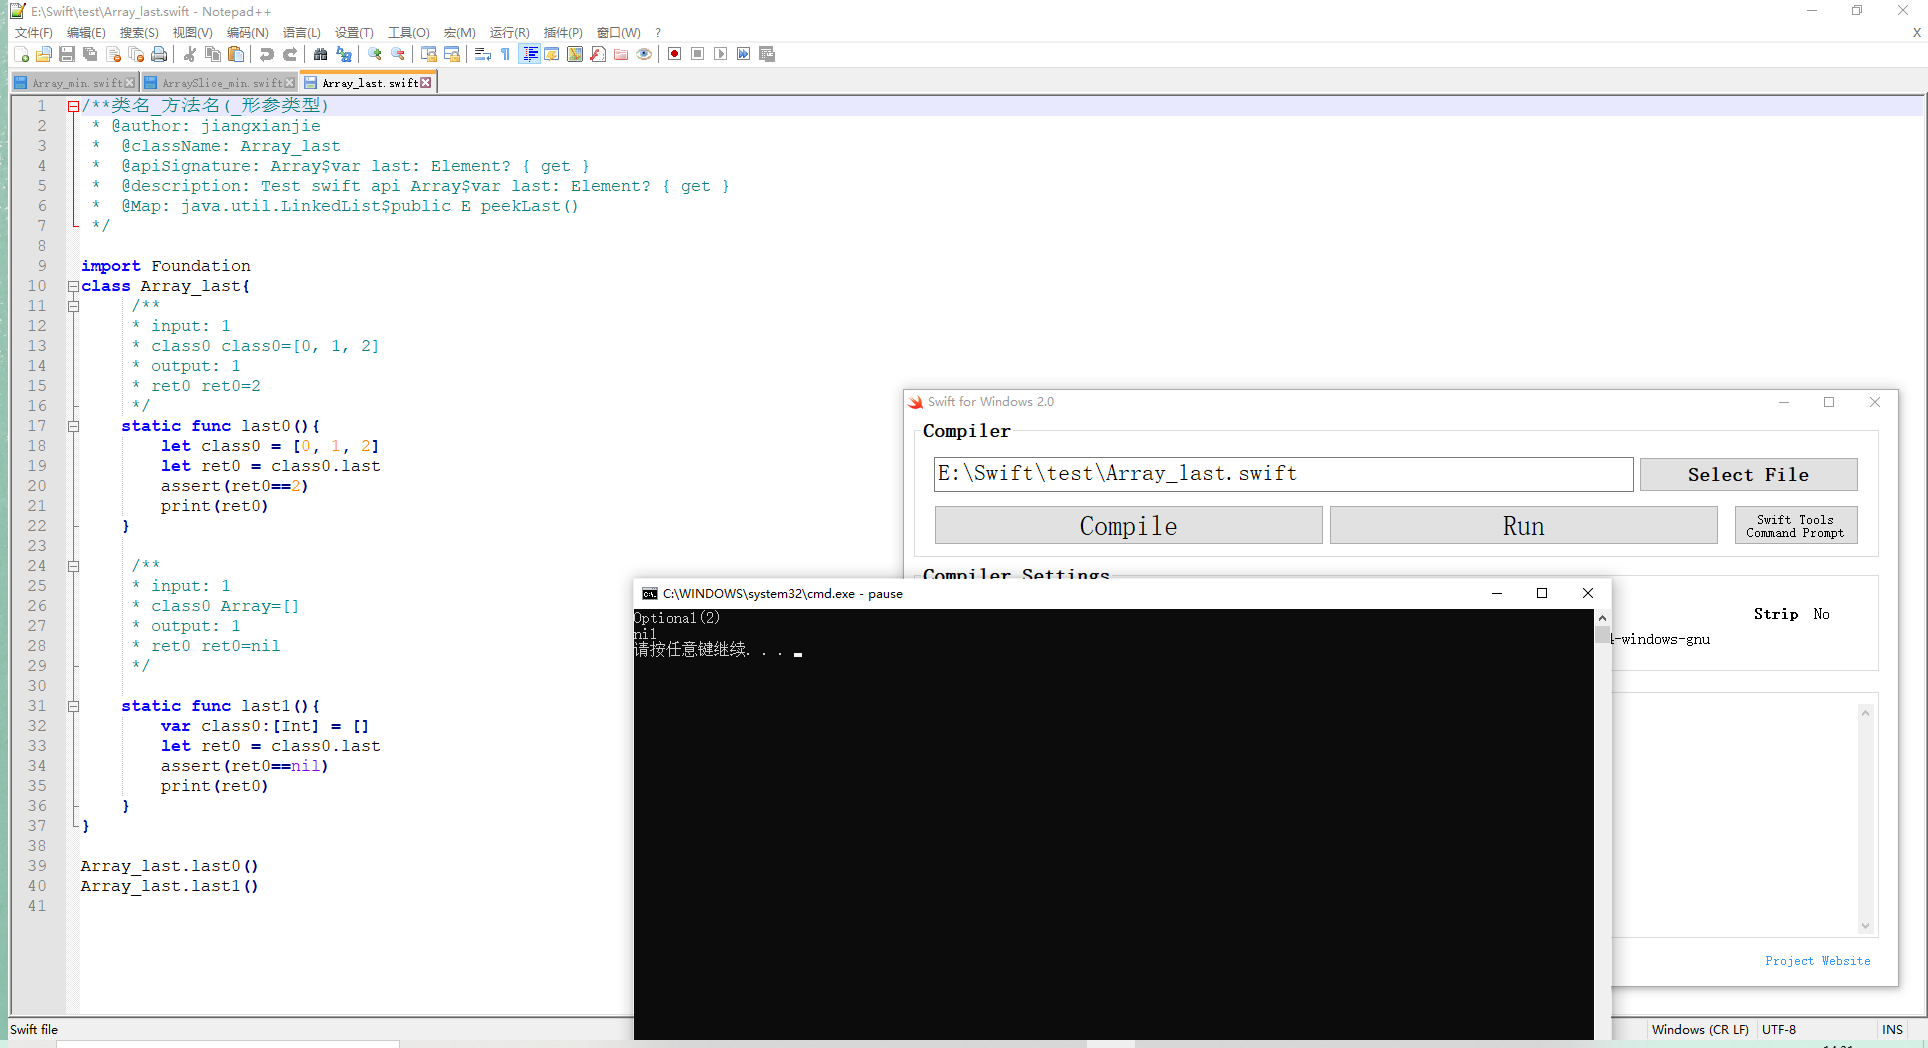 E:\Swift\test\Array_last.swift - Notepad++
文件(F) 编辑(E) 搜索(S) 视图(V) 编码(N) 语言(L) 设置(T) 工具(O) 宏(M) 运行(R) 插件(P) 窗口(W) ? X
Array_min.swift ArraySlice_min.swift Array_last.swift
1 /**类名_方法名(_形参类型)
2 * @author: jiangxianjie
3 * @className: Array_last
4 * @apiSignature: Array$var last: Element? { get }
5 * @description: Test swift api Array$var last: Element? { get }
6 * @Map: java.util.LinkedList$public E peekLast()
7 */
8
9 import Foundation
10 class Array_last{
11 /**
12 * input: 1
13 * class0 class0=[0, 1, 2]
14 * output: 1
15 * ret0 ret0=2
16 */
17 static func last0(){
18 let class0 = [0, 1, 2]
19 let ret0 = class0.last
20 assert(ret0==2)
21 print(ret0)
22 }
23
24 /**
25 * input: 1
26 * class0 Array=[]
27 * output: 1
28 * ret0 ret0=nil
29 */
30
31 static func last1(){
32 var class0:[Int] = []
33 let ret0 = class0.last
34 assert(ret0==nil)
35 print(ret0)
36 }
37 }
38
39 Array_last.last0()
40 Array_last.last1()
41
Swift for Windows 2.0
Compiler
E:\Swift\test\Array_last.swift
Select File
Compile
Run
Swift Tools
Command Prompt
Compiler Settings
Strip No
-windows-gnu
Project Website
C:\WINDOWS\system32\cmd.exe - pause
Optional(2)
nil
请按任意键继续. . .
Swift file
Windows (CR LF) UTF-8 INS